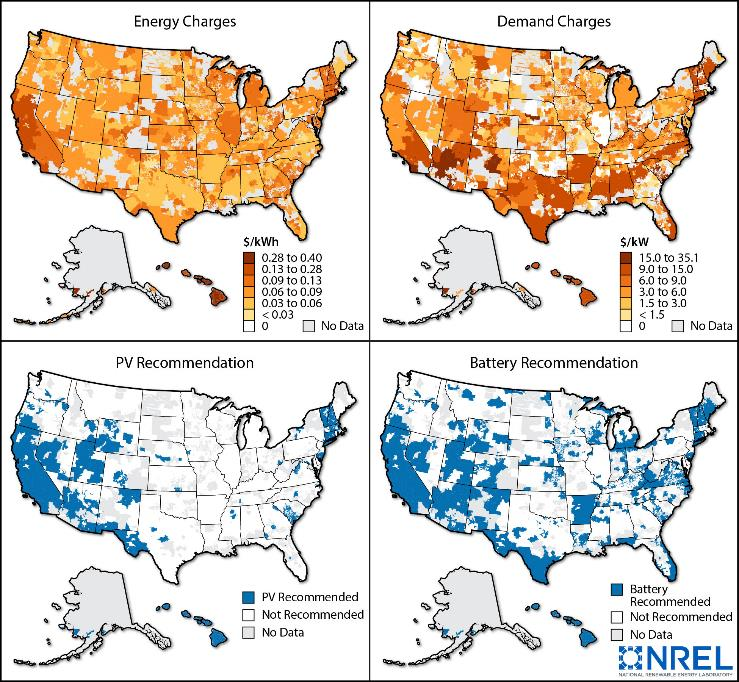 Energy Charges
$/kWh
0.28 to 0.40
0.13 to 0.28
0.09 to 0.13
0.06 to 0.09
0.03 to 0.06
< 0.03
0
No Data
Demand Charges
$/kW
15.0 to 35.1
9.0 to 15.0
6.0 to 9.0
3.0 to 6.0
1.5 to 3.0
< 1.5
0
No Data
PV Recommendation
PV Recommended
Not Recommended
No Data
Battery Recommendation
Battery
Recommended
Not Recommended
No Data
NREL
NATIONAL RENEWABLE ENERGY LABORATORY